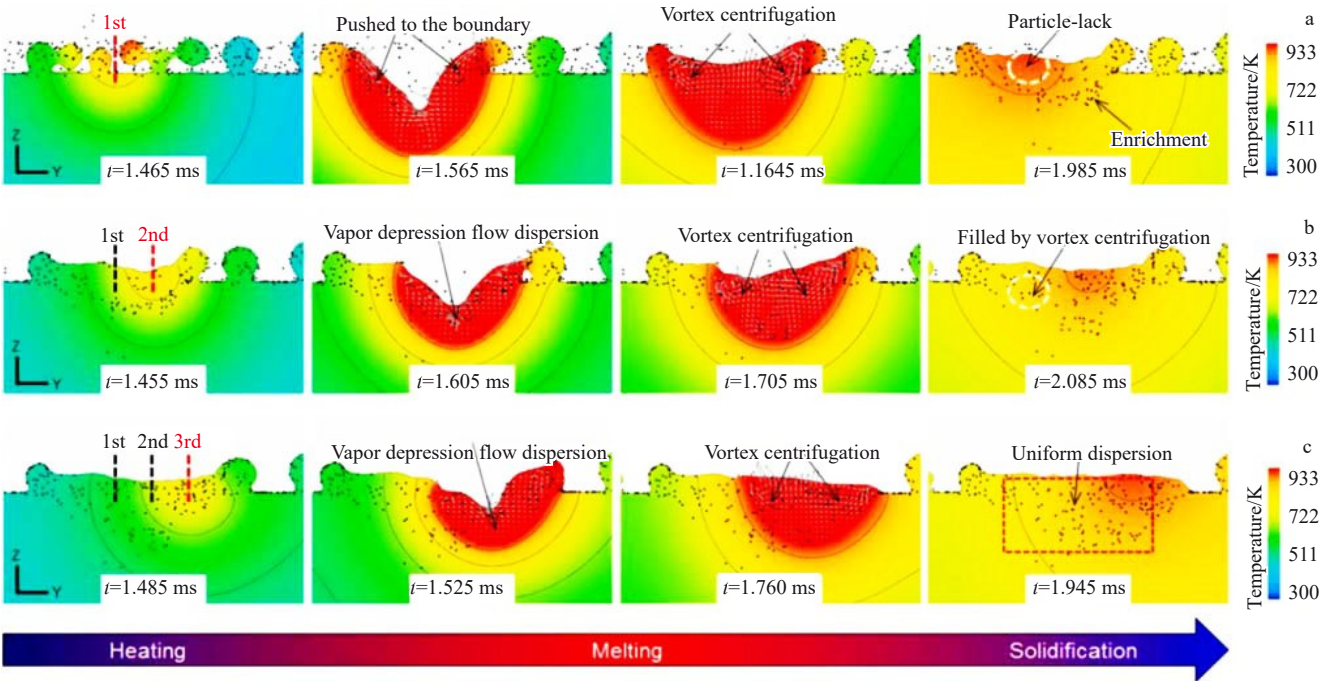 1st
Pushed to the boundary
Vortex centrifugation
Particle-lack
Enrichment
Z
Y
t=1.465 ms
t=1.565 ms
t=1.1645 ms
t=1.985 ms
a
Temperature/K
933
722
511
300
1st 2nd
Vapor depression flow dispersion
Vortex centrifugation
Filled by vortex centrifugation
Z
Y
t=1.455 ms
t=1.605 ms
t=1.705 ms
t=2.085 ms
b
Temperature/K
933
722
511
300
1st 2nd 3rd
Vapor depression flow dispersion
Vortex centrifugation
Uniform dispersion
Z
Y
t=1.485 ms
t=1.525 ms
t=1.760 ms
t=1.945 ms
c
Temperature/K
933
722
511
300
Heating
Melting
Solidification